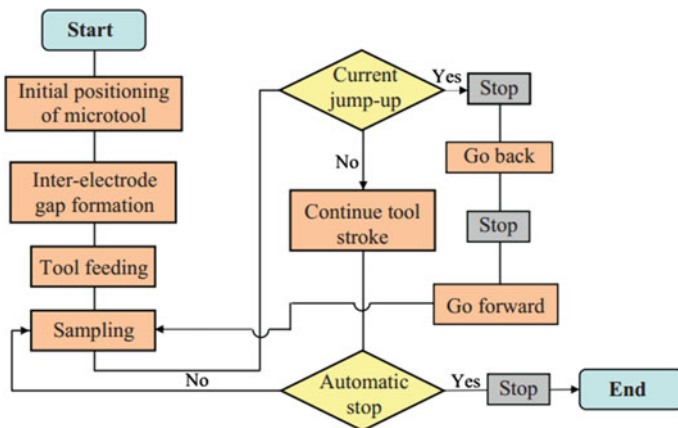 Start
Initial positioning
of microtool
Inter-electrode
gap formation
Tool feeding
Sampling
Current
jump-up
Yes
Stop
Go back
Stop
Go forward
No
Continue tool
stroke
No
Automatic
stop
Yes
Stop
End